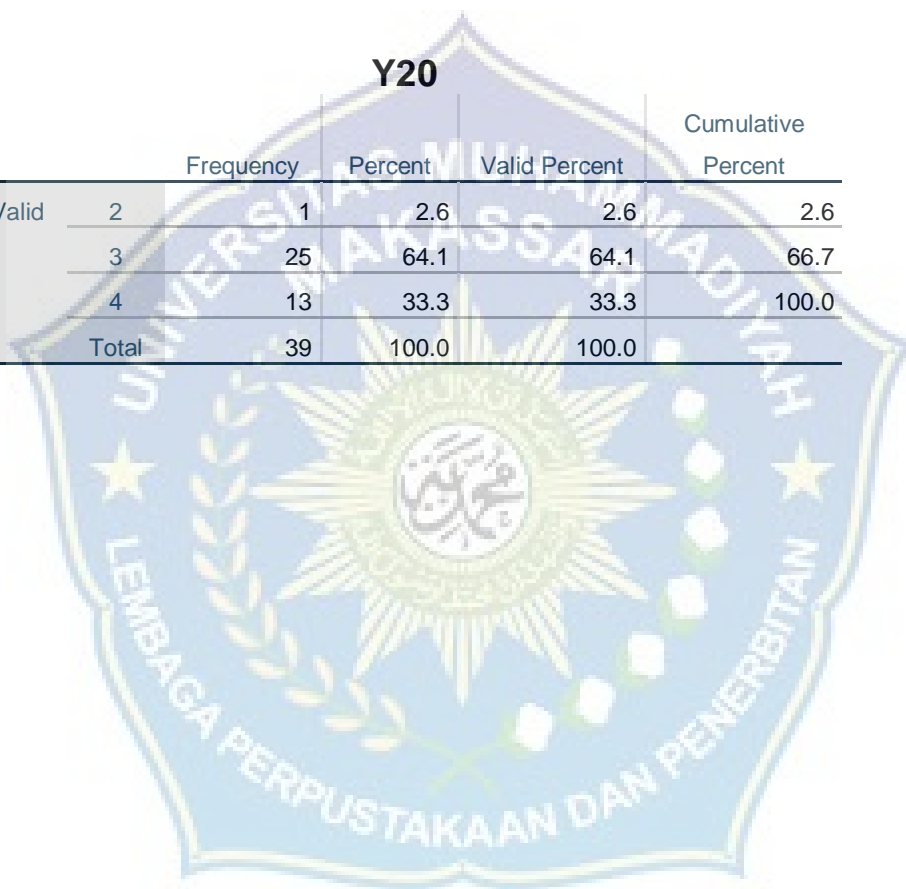 Y20
Frequency Percent Valid Percent Cumulative Percent
Valid 2 1 2.6 2.6 2.6
3 25 64.1 64.1 66.7
4 13 33.3 33.3 100.0
Total 39 100.0 100.0
UNIVERSITAS MUHAMMADIYAH
MAKASSAR
LEMBAGA PERPUSTAKAAN DAN PENERBITAN